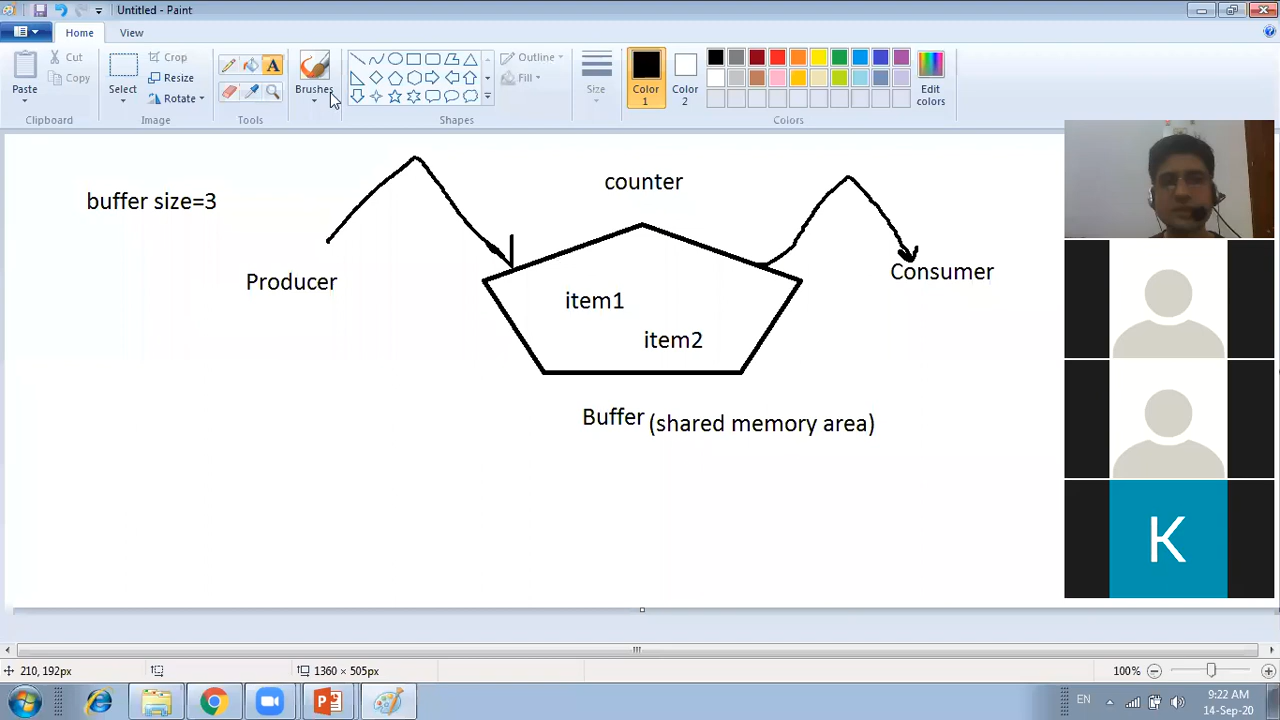 Untitled - Paint
Home
View
Paste
Cut
Copy
Clipboard
Select
Crop
Resize
Rotate
Image
Tools
Brushes
Shapes
Outline
Fill
Size
Color 1
Color 2
Edit colors
Colors
buffer size=3
counter
Producer
Consumer
item1
item2
Buffer (shared memory area)
K
210, 192px
1360 × 505px
100%
EN
9:22 AM
14-Sep-20